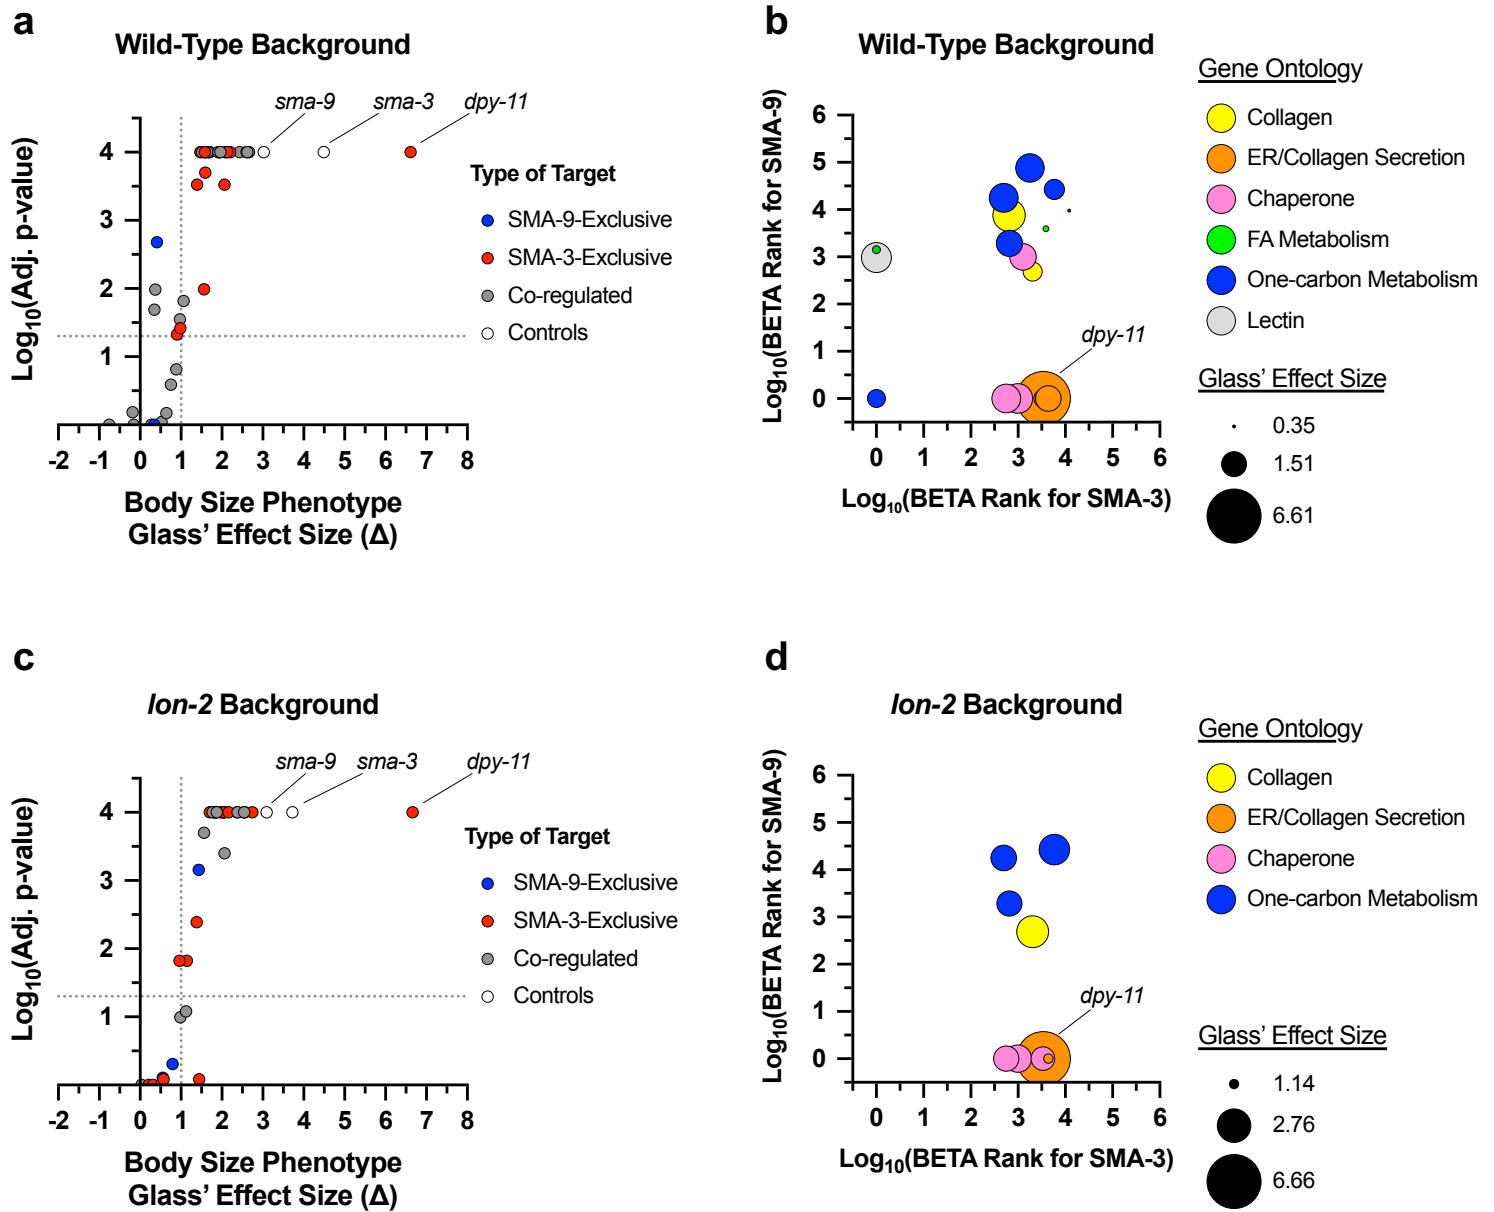 a
Wild-Type Background
sma-9
sma-3
dpy-11
Log10(Adj. p-value)
4
3
2
1
-2 -1 0 1 2 3 4 5 6 7 8
Body Size Phenotype
Glass’ Effect Size (Δ)
Type of Target
SMA-9-Exclusive
SMA-3-Exclusive
Co-regulated
Controls
b
Wild-Type Background
Log10(BETA Rank for SMA-9)
6
5
4
3
2
1
0
dpy-11
0 1 2 3 4 5 6
Log10(BETA Rank for SMA-3)
Gene Ontology
Collagen
ER/Collagen Secretion
Chaperone
FA Metabolism
One-carbon Metabolism
Lectin
Glass’ Effect Size
0.35
1.51
6.61
c
lon-2 Background
sma-9
sma-3
dpy-11
Log10(Adj. p-value)
4
3
2
1
-2 -1 0 1 2 3 4 5 6 7 8
Body Size Phenotype
Glass’ Effect Size (Δ)
Type of Target
SMA-9-Exclusive
SMA-3-Exclusive
Co-regulated
Controls
d
lon-2 Background
Log10(BETA Rank for SMA-9)
6
5
4
3
2
1
0
dpy-11
0 1 2 3 4 5 6
Log10(BETA Rank for SMA-3)
Gene Ontology
Collagen
ER/Collagen Secretion
Chaperone
One-carbon Metabolism
Glass’ Effect Size
1.14
2.76
6.66